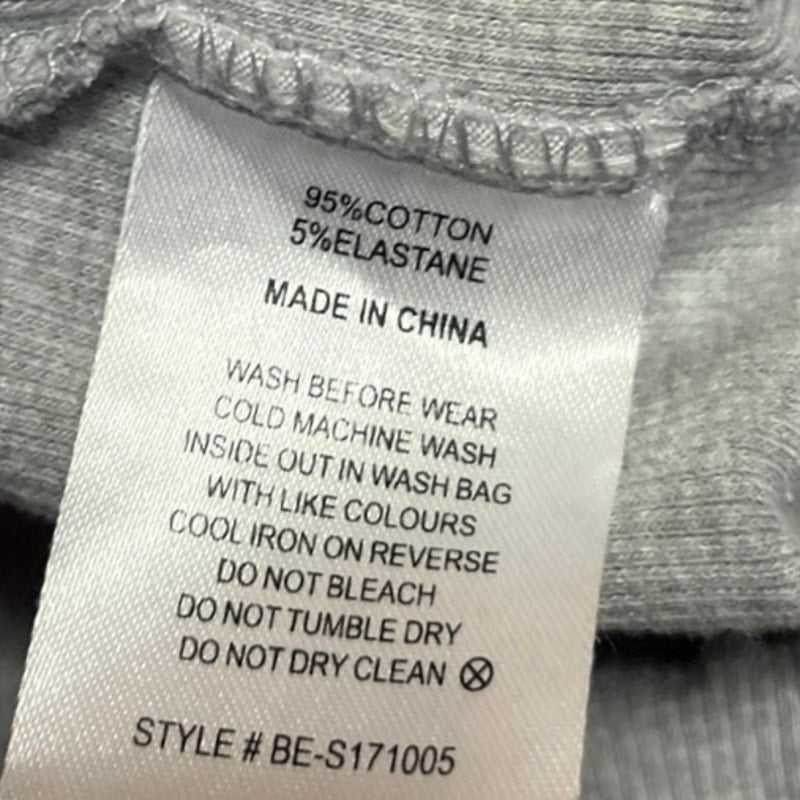 95%COTTON
5%ELASTANE
MADE IN CHINA
WASH BEFORE WEAR
COLD MACHINE WASH
INSIDE OUT IN WASH BAG
WITH LIKE COLOURS
COOL IRON ON REVERSE
DO NOT BLEACH
DO NOT TUMBLE DRY
DO NOT DRY CLEAN
STYLE # BE-S171005